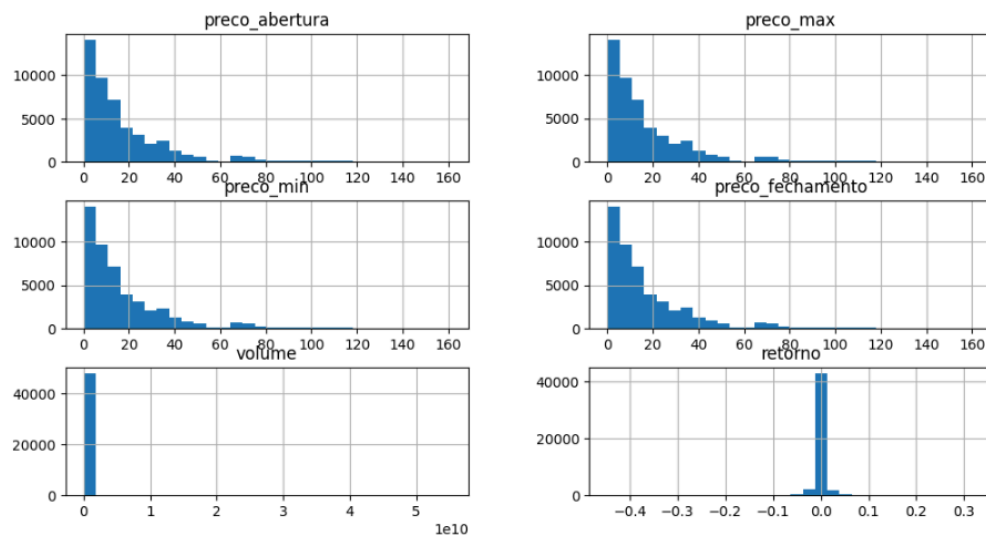 preco_abertura preco_max
10000 10000
5000 5000
0 0
0 20 40 60 80 100 120 140 160 0 20 40 60 80 100 120 140 160
preco_min preco_fechamento
10000 10000
5000 5000
0 0
0 20 40 60 80 100 120 140 160 0 20 40 60 80 100 120 140 160
volume retorno
40000 40000
20000 20000
0 0
0 1 2 3 4 5 −0.4 −0.3 −0.2 −0.1 0.0 0.1 0.2 0.3
1e10